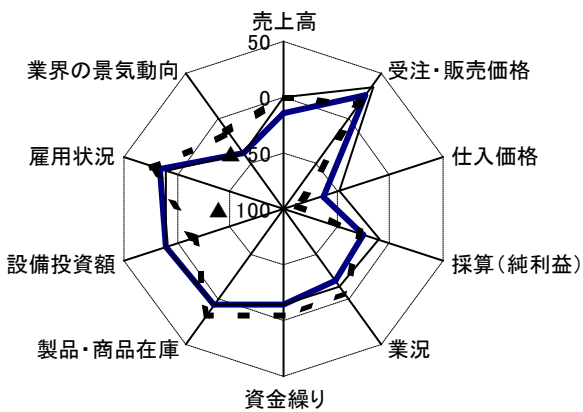 売上高
50
業界の景気動向
受注・販売価格
0
雇用状況
▲ 50
仕入価格
▲ 100
設備投資額
採算(純利益)
製品・商品在庫
業況
資金繰り